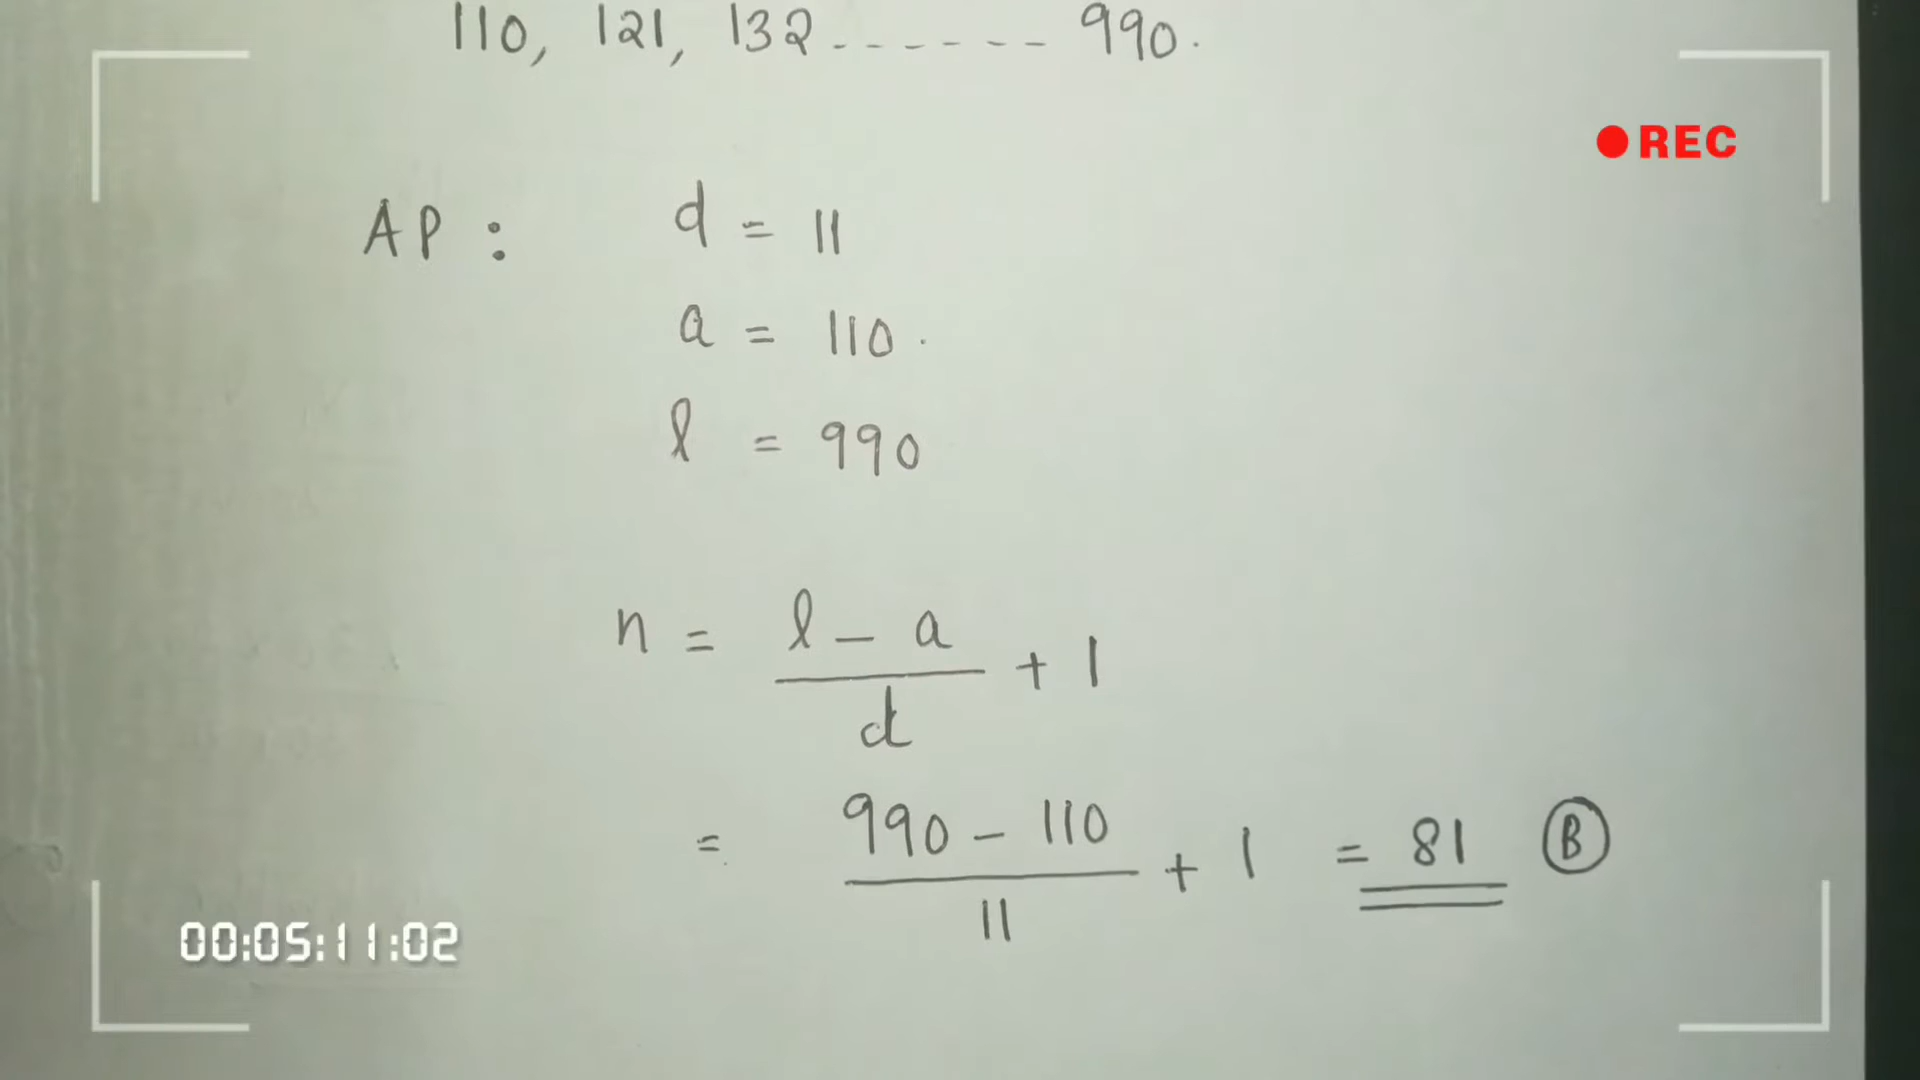 110, 121, 132 ------- 990.
REC
AP : d = 11
a = 110.
l = 990
n = l - a / d + 1
= 990 - 110 / 11 + 1 = 81 B
00:05:11:02